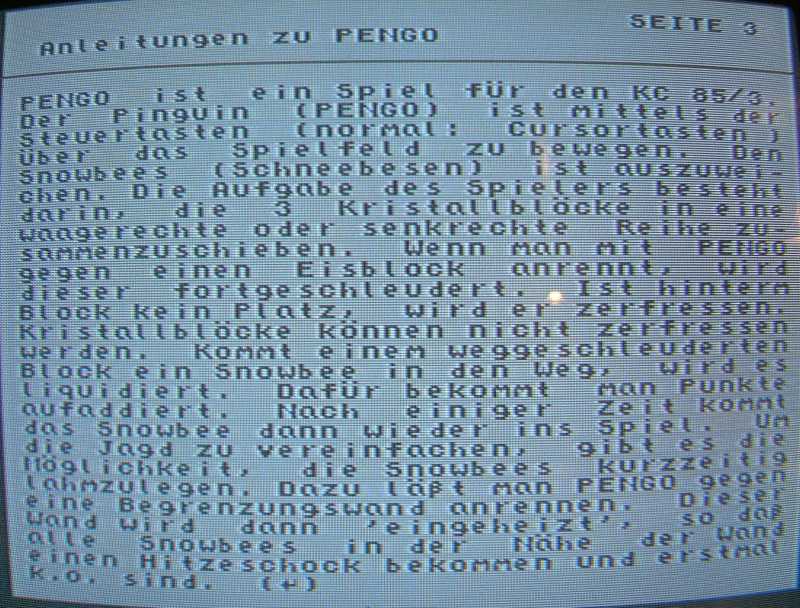 Anleitungen zu PENGO SEITE 3
PENGO ist ein Spiel für den KC 85/3.
Der Pinguin (PENGO) ist mittels der
Steuertasten (normal: Cursortasten )
über das Spielfeld zu bewegen. Den
Snowbees (Schneebesen) ist auszuwei-
chen. Die Aufgabe des Spielers besteht
darin, die 3 Kristallblöcke in eine
waagerechte oder senkrechte Reihe zu-
sammenzuschieben. Wenn man mit PENGO
gegen einen Eisblock anrennt, wird
dieser fortgeschleudert. Ist hinterm
Block kein Platz, wird er zerfressen.
Kristallblöcke können nicht zerfressen
werden. Kommt einem weggeschleuderten
Block ein Snowbee in den Weg, wird es
liquidiert. Dafür bekommt man Punkte
aufaddiert. Nach einiger Zeit kommt
das Snowbee dann wieder ins Spiel. Um
die Jagd zu vereinfachen, gibt es die
Möglichkeit, die Snowbees kurzzeitig
lahmzulegen. Dazu läßt man PENGO gegen
eine Begrenzungswand anrennen. Dieser
Wand wird dann 'eingeheizt', so daß
alle Snowbees in der Nähe der Wand
einen Hitzeschock bekommen und erstmal
k.o. sind. (↵)